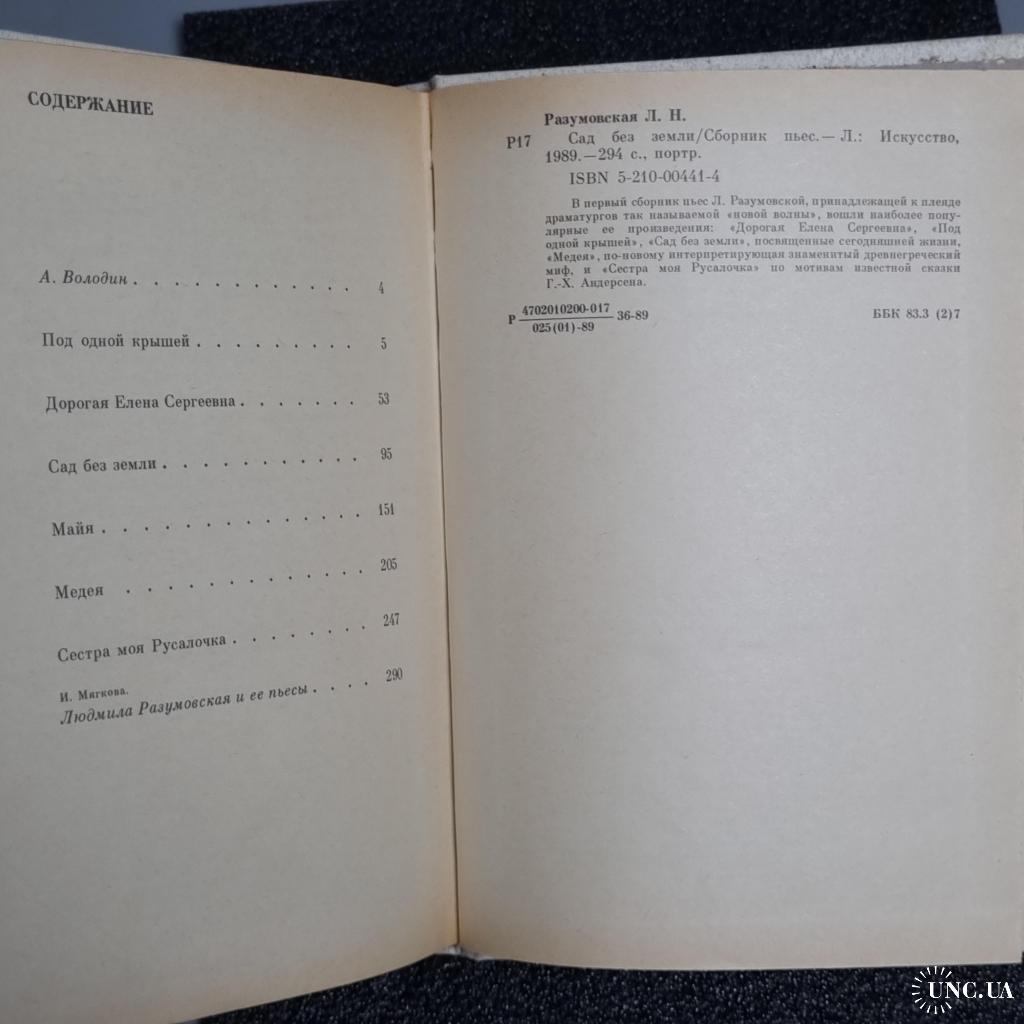 СОДЕРЖАНИЕ
А. Володин . . . . . . . . . . . 4
Под одной крышей . . . . . . . . 5
Дорогая Елена Сергеевна . . . . . . 53
Сад без земли . . . . . . . . . . 95
Майя . . . . . . . . . . . . . 151
Медея . . . . . . . . . . . . 205
Сестра моя Русалочка . . . . . . . 247
И. Мягкова.
Людмила Разумовская и ее пьесы . . . . 290
Разумовская Л. Н.
Р17 Сад без земли/Сборник пьес.— Л.: Искусство,
1989.—294 с., портр.
ISBN 5-210-00441-4
В первый сборник пьес Л. Разумовской, принадлежащей к плеяде
драматургов так называемой «новой волны», вошли наиболее попу-
лярные ее произведения: «Дорогая Елена Сергеевна», «Под
одной крышей», «Сад без земли», посвященные сегодняшней жизни,
«Медея», по-новому интерпретирующая знаменитый древнегреческий
миф, и «Сестра моя Русалочка» по мотивам известной сказки
Г.-Х. Андерсена.
Р 4702010200-017 36-89 ББК 83.3 (2)7
025(01)-89
UNC.UA